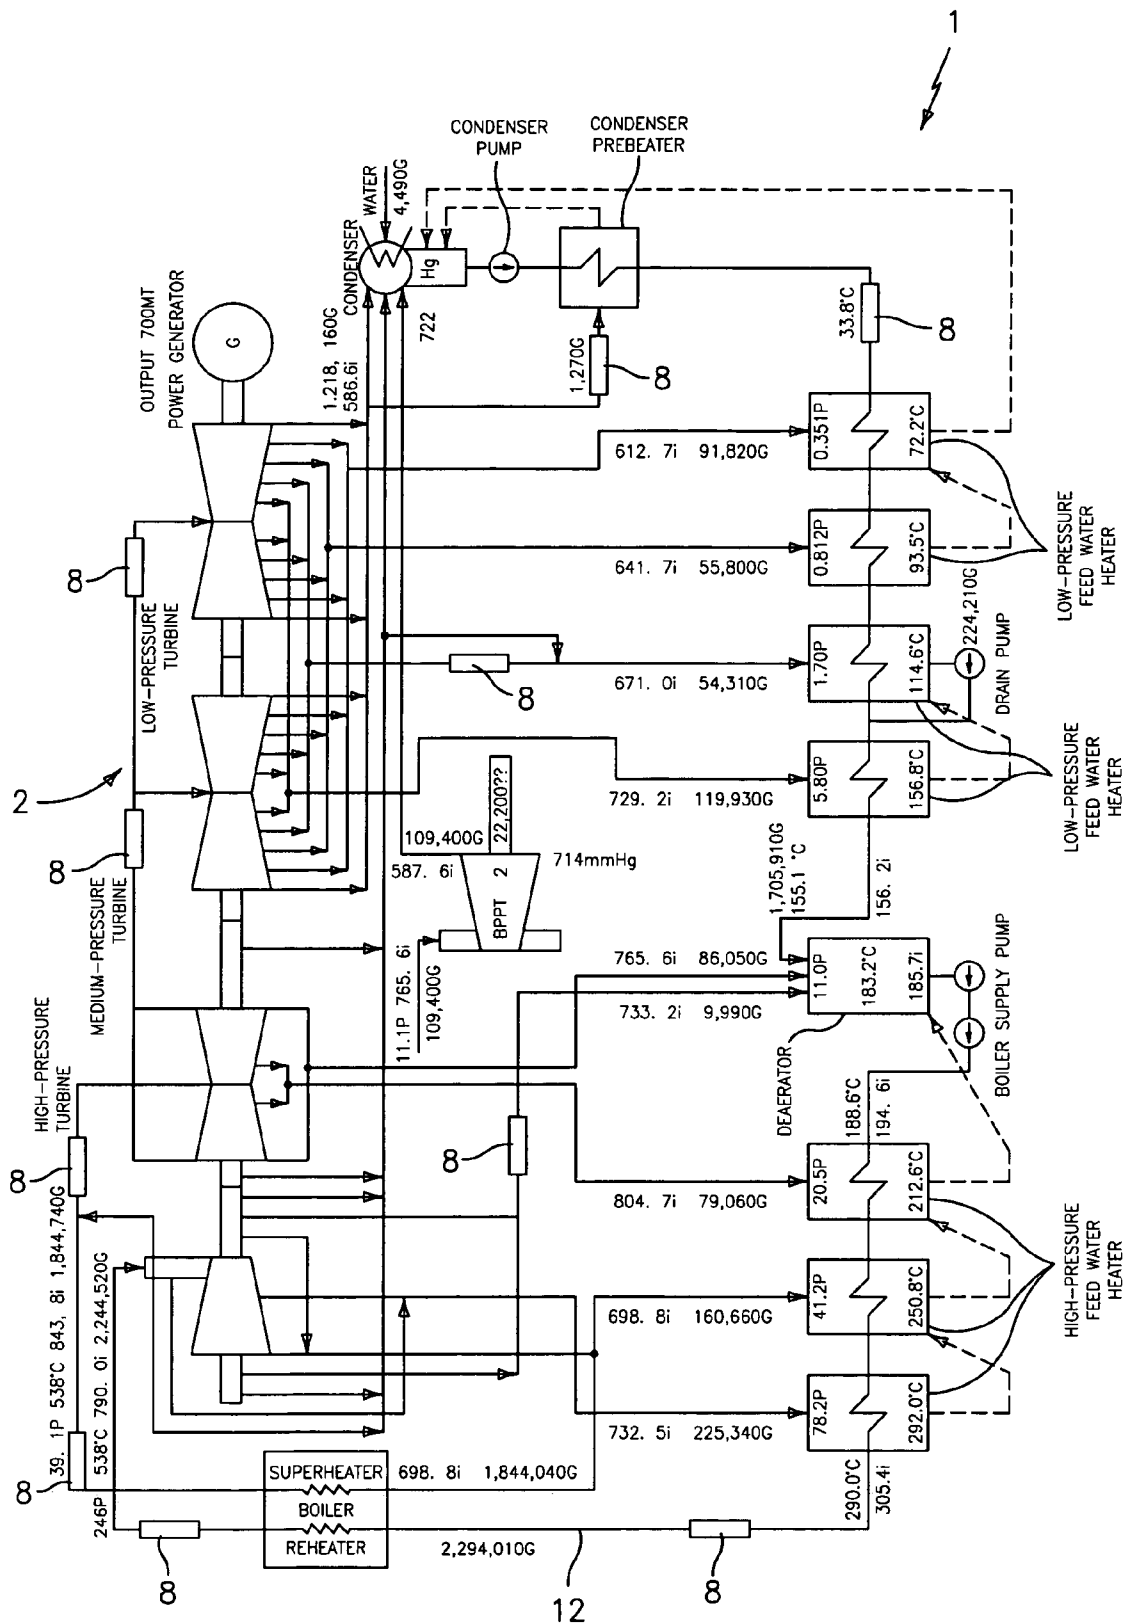 1
CONDENSER
PUMP
CONDENSER
PREBEATER
WATER
4,490G
CONDENSER
Hg
722
OUTPUT 700MT
POWER GENERATOR
G
1.218, 160G
586.6i
1,270G
8
33.8°C
8
612. 7i 91,820G
0.351P
72.2°C
641. 7i 55,800G
0.812P
93.5°C
LOW-PRESSURE
FEED WATER
HEATER
8
LOW-PRESSURE
TURBINE
8
671. 0i 54,310G
1.70P
114.6°C
224,210G
DRAIN PUMP
2
729. 2i 119,930G
5.80P
156.8°C
LOW-PRESSURE
FEED WATER
HEATER
8
MEDIUM-PRESSURE
TURBINE
109,400G
587. 6i
22,200??
BPPT 2
714mmHg
11.1P 765. 6i
109,400G
1,705,910G
155.1 °C
156. 2i
765. 6i 86,050G
733. 2i 9,990G
11.0P
183.2°C
185.7i
DEAERATOR
BOILER SUPPLY PUMP
HIGH-PRESSURE
TURBINE
8
8
188.6°C
194. 6i
804. 7i 79,060G
20.5P
212.6°C
698. 8i 160,660G
41.2P
250.8°C
HIGH-PRESSURE
FEED WATER
HEATER
732. 5i 225,340G
78.2P
292.0°C
39. 1P 538°C 843, 8i 1,844,740G
246P 538°C 790. 0i 2,244,520G
8
SUPERHEATER
BOILER
REHEATER
698. 8i 1,844,040G
290.0°C
305.4i
8
2,294,010G
12
8